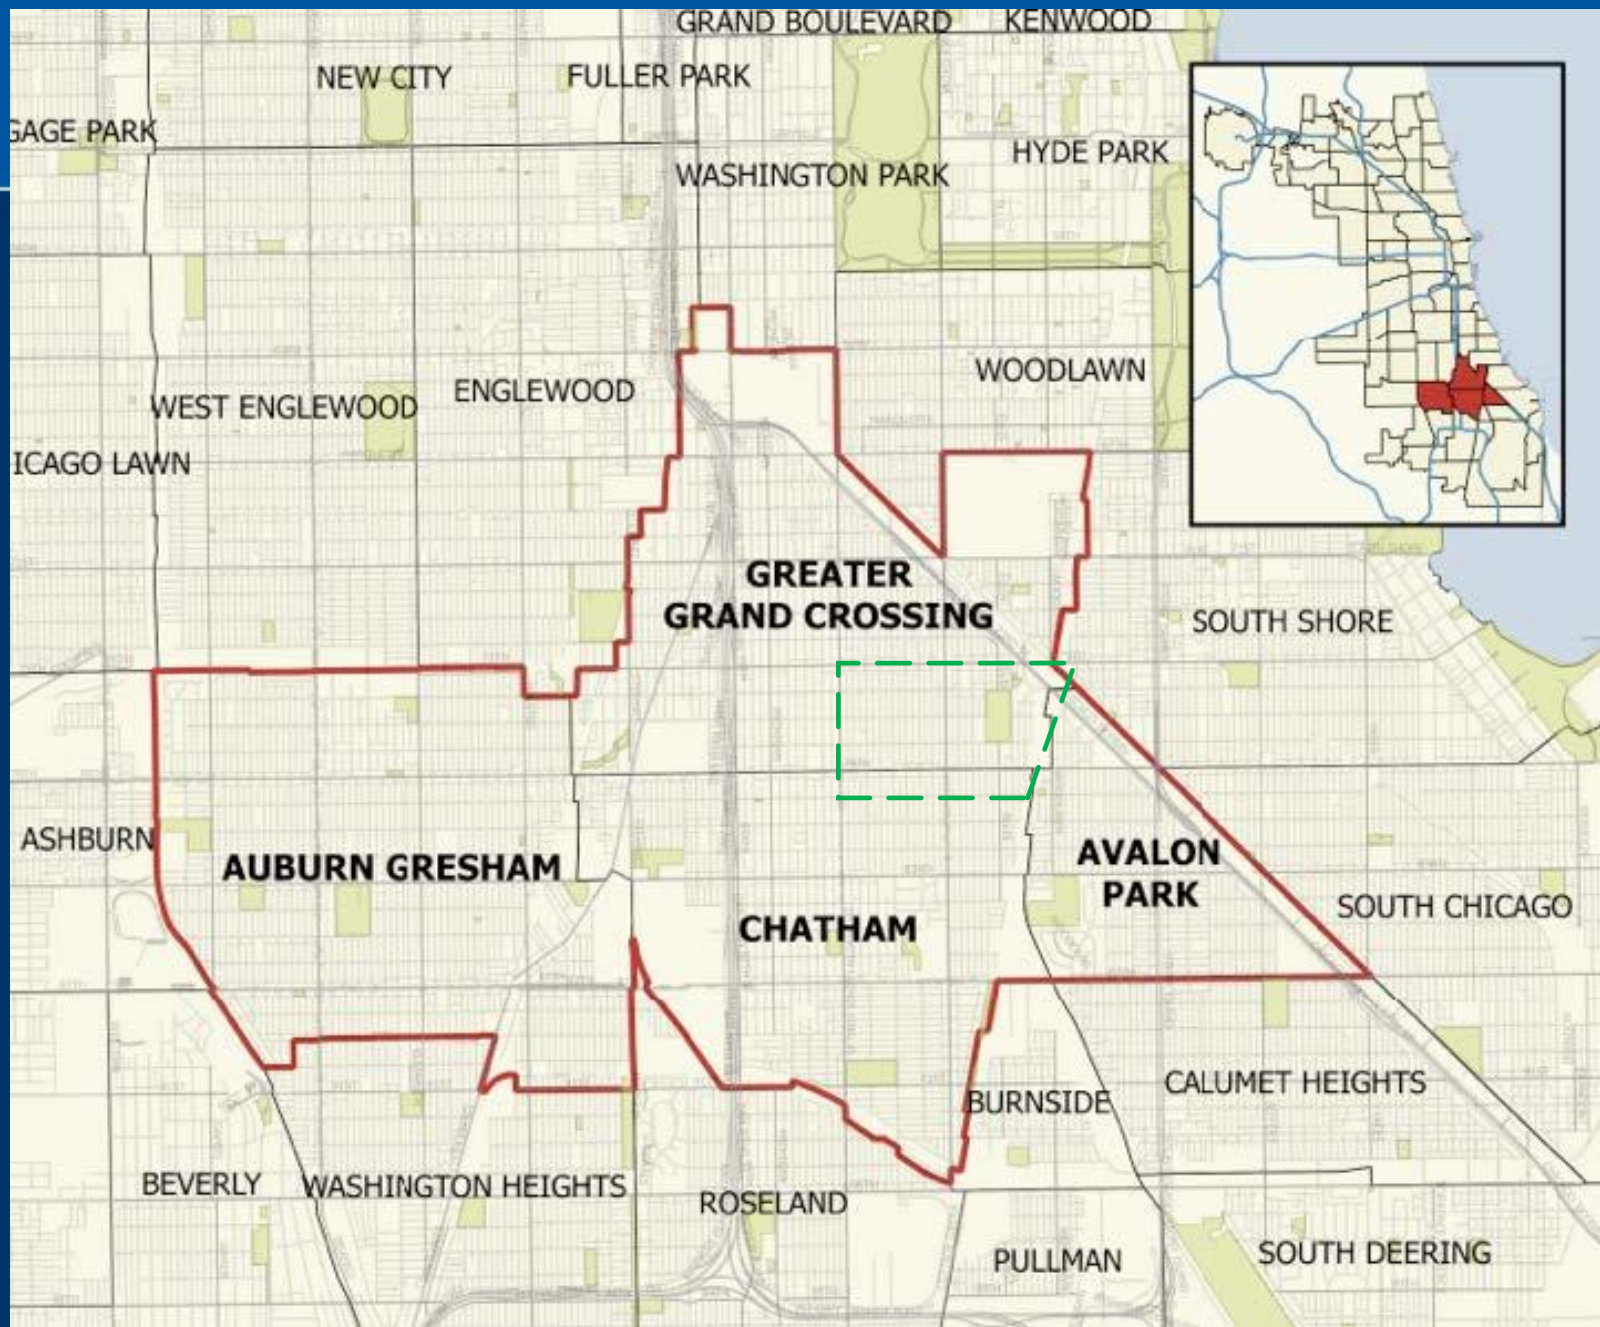 GRAND BOULEVARD
KENWOOD
NEW CITY
FULLER PARK
GAGE PARK
HYDE PARK
WASHINGTON PARK
WOODLAWN
ENGLEWOOD
WEST ENGLEWOOD
ICAGO LAWN
GREATER
GRAND CROSSING
SOUTH SHORE
ASHBURN
AUBURN GRESHAM
AVALON
PARK
SOUTH CHICAGO
CHATHAM
CALUMET HEIGHTS
BURNSIDE
BEVERLY
WASHINGTON HEIGHTS
ROSELAND
PULLMAN
SOUTH DEERING